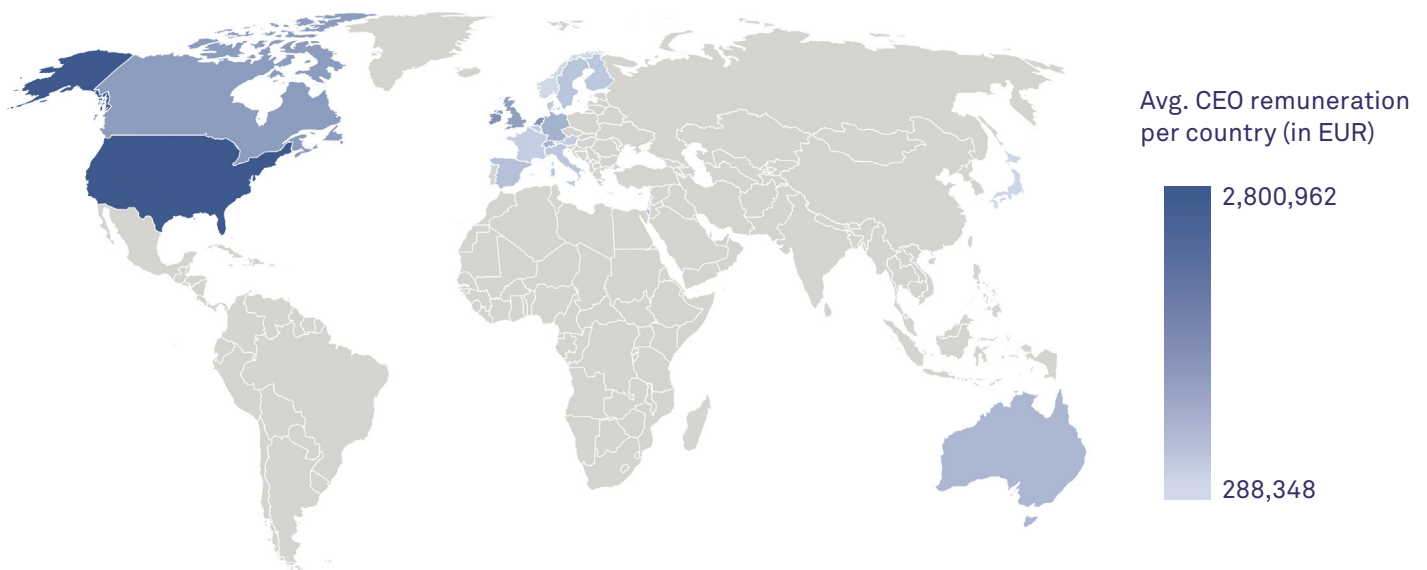 Avg. CEO remuneration
per country (in EUR)
2,800,962
288,348